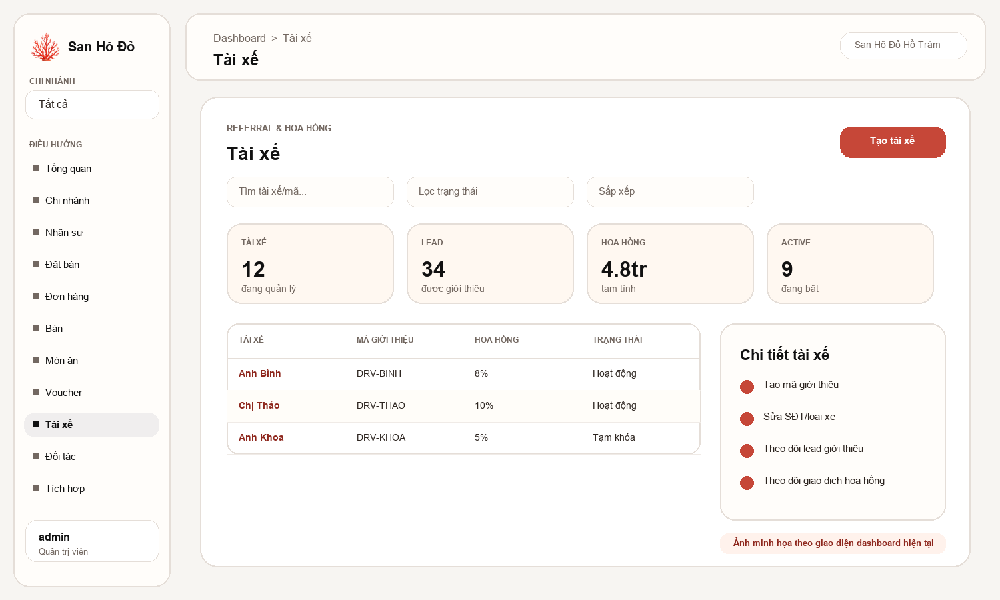 San Hô Đỏ
CHI NHÁNH
Tất cả
ĐIỀU HƯỚNG
Tổng quan
Chi nhánh
Nhân sự
Đặt bàn
Đơn hàng
Bàn
Món ăn
Voucher
Tài xế
Đối tác
Tích hợp
admin
Quản trị viên
Dashboard > Tài xế
Tài xế
San Hô Đỏ Hồ Tràm
REFERRAL & HOA HỒNG
Tài xế
Tạo tài xế
Tìm tài xế/mã...
Lọc trạng thái
Sắp xếp
TÀI XẾ
12
đang quản lý
LEAD
34
được giới thiệu
HOA HỒNG
4.8tr
tạm tính
ACTIVE
9
đang bật
TÀI XẾ MÃ GIỚI THIỆU HOA HỒNG TRẠNG THÁI
Anh Bình DRV-BINH 8% Hoạt động
Chị Thảo DRV-THAO 10% Hoạt động
Anh Khoa DRV-KHOA 5% Tạm khóa
Chi tiết tài xế
Tạo mã giới thiệu
Sửa SĐT/loại xe
Theo dõi lead giới thiệu
Theo dõi giao dịch hoa hồng
Ảnh minh họa theo giao diện dashboard hiện tại